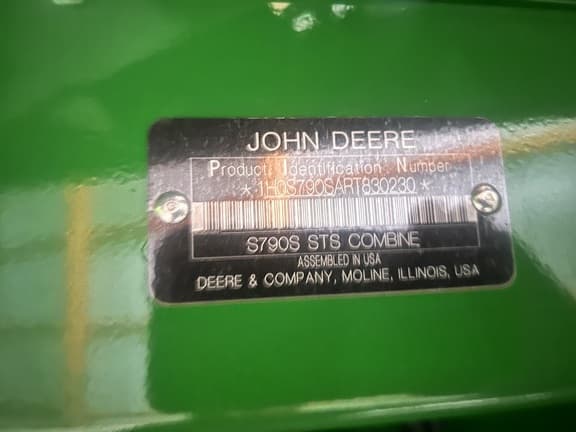 JOHN DEERE
Product Identification Number
*1H0S790SART830230*
S790S STS COMBINE
ASSEMBLED IN USA
DEERE & COMPANY, MOLINE, ILLINOIS, USA